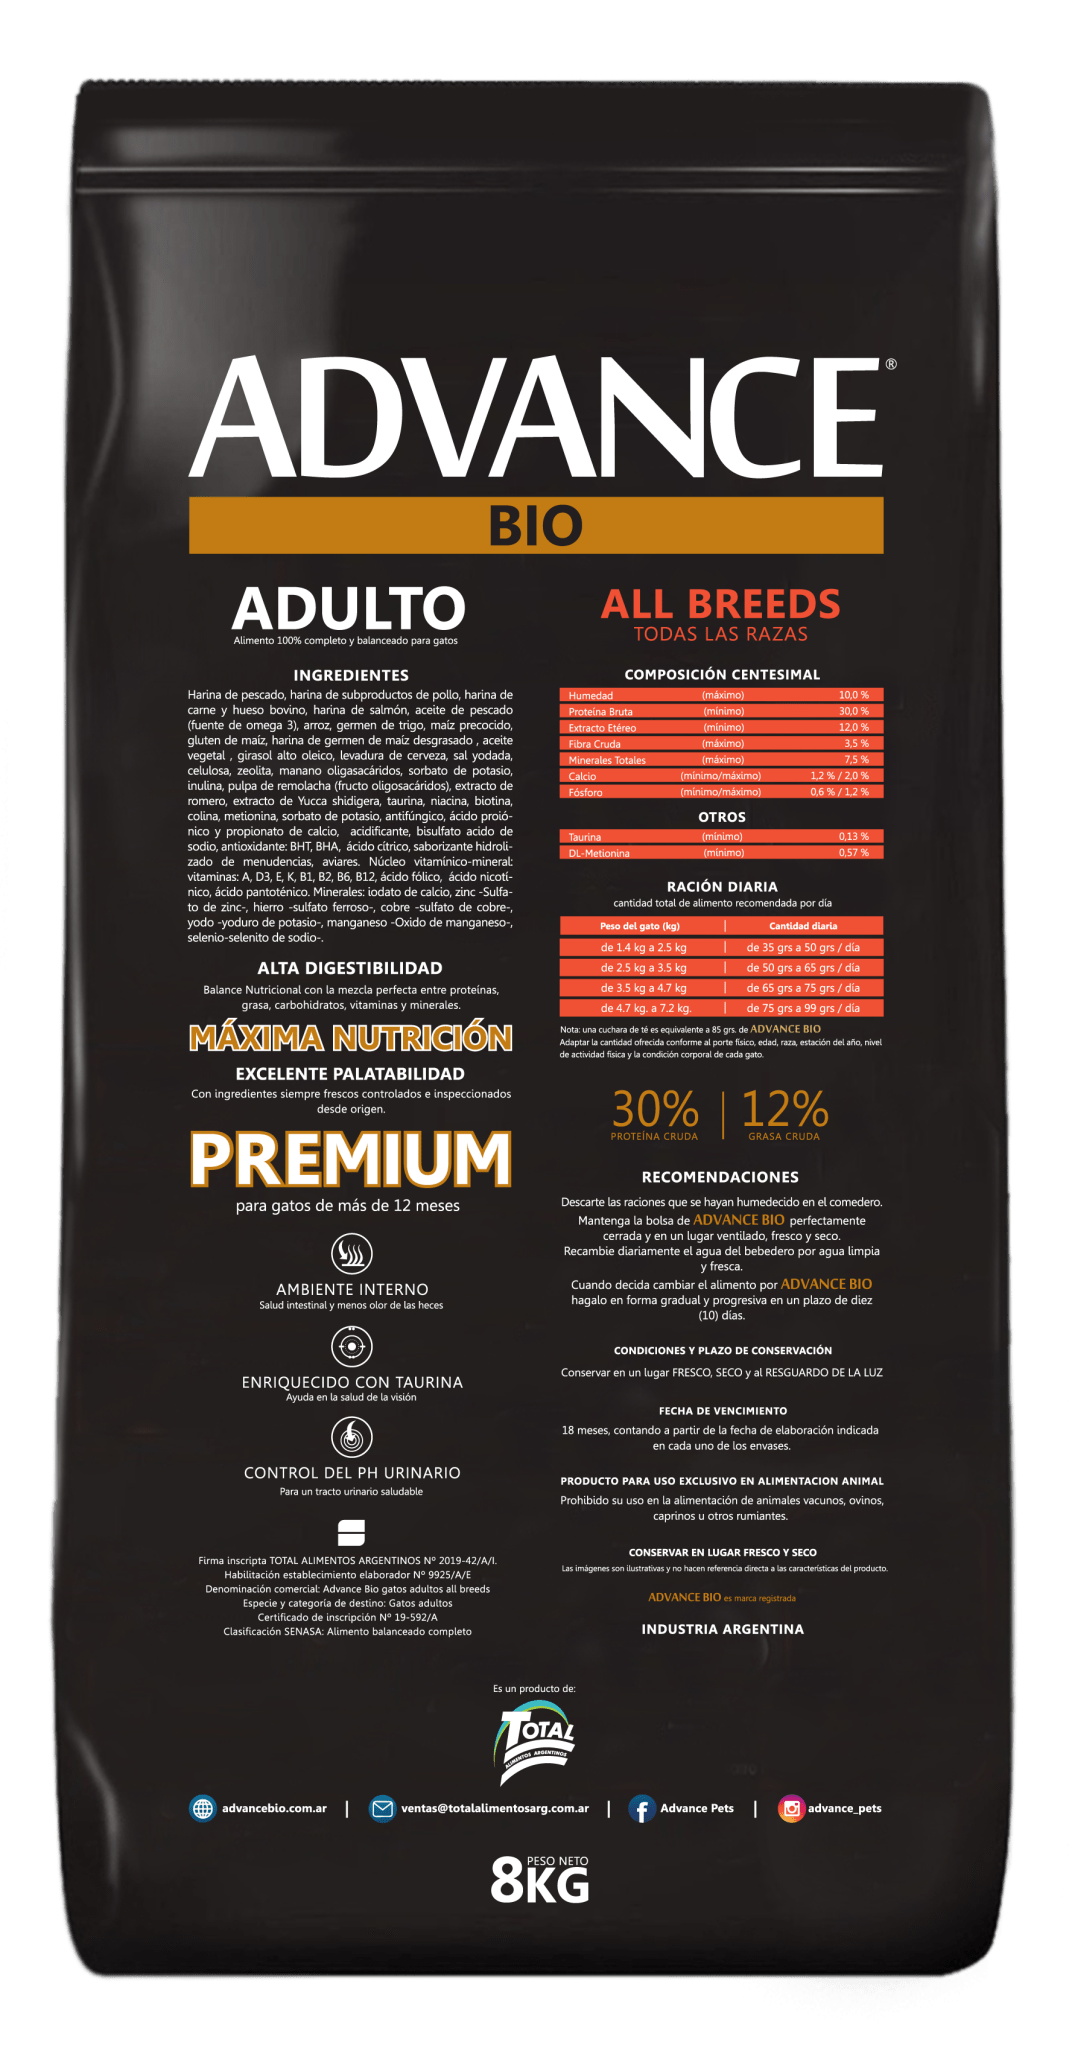 ADVANCE®
BIO
ADULTO
Alimento 100% completo y balanceado para gatos
INGREDIENTES
Harina de pescado, harina de subproductos de pollo, harina de
carne y hueso bovino, harina de salmón, aceite de pescado
(fuente de omega 3), arroz, germen de trigo, maíz precocido,
gluten de maíz, harina de germen de maíz desgrasado , aceite
vegetal , girasol alto oleico, levadura de cerveza, sal yodada,
celulosa, zeolita, manano oligasacáridos, sorbato de potasio,
inulina, pulpa de remolacha (fructo oligosacáridos), extracto de
romero, extracto de Yucca shidigera, taurina, niacina, biotina,
colina, metionina, sorbato de potasio, antifúngico, ácido proió-
nico y propionato de calcio, acidificante, bisulfato acido de
sodio, antioxidante: BHT, BHA, ácido cítrico, saborizante hidroli-
zado de menudencias, aviares. Núcleo vitamínico-mineral:
vitaminas: A, D3, E, K, B1, B2, B6, B12, ácido fólico, ácido nicotí-
nico, ácido pantoténico. Minerales: iodato de calcio, zinc -Sulfa-
to de zinc-, hierro -sulfato ferroso-, cobre -sulfato de cobre-,
yodo -yoduro de potasio-, manganeso -Oxido de manganeso-,
selenio-selenito de sodio-.
ALTA DIGESTIBILIDAD
Balance Nutricional con la mezcla perfecta entre proteínas,
grasa, carbohidratos, vitaminas y minerales.
MÁXIMA NUTRICIÓN
EXCELENTE PALATABILIDAD
Con ingredientes siempre frescos controlados e inspeccionados
desde origen.
PREMIUM
para gatos de más de 12 meses
AMBIENTE INTERNO
Salud intestinal y menos olor de las heces
ENRIQUECIDO CON TAURINA
Ayuda en la salud de la visión
CONTROL DEL PH URINARIO
Para un tracto urinario saludable
Firma inscripta TOTAL ALIMENTOS ARGENTINOS Nº 2019-42/A/I.
Habilitación establecimiento elaborador Nº 9925/A/E
Denominación comercial: Advance Bio gatos adultos all breeds
Especie y categoría de destino: Gatos adultos
Certificado de inscripción Nº 19-592/A
Clasificación SENASA: Alimento balanceado completo
ALL BREEDS
TODAS LAS RAZAS
COMPOSICIÓN CENTESIMAL
Humedad (máximo) 10,0 %
Proteína Bruta (mínimo) 30,0 %
Extracto Etéreo (mínimo) 12,0 %
Fibra Cruda (máximo) 3,5 %
Minerales Totales (máximo) 7,5 %
Calcio (mínimo/máximo) 1,2 % / 2,0 %
Fósforo (mínimo/máximo) 0,6 % / 1,2 %
OTROS
Taurina (mínimo) 0,13 %
DL-Metionina (mínimo) 0,57 %
RACIÓN DIARIA
cantidad total de alimento recomendada por día
Peso del gato (kg) | Cantidad diaria
de 1.4 kg a 2.5 kg | de 35 grs a 50 grs / día
de 2.5 kg a 3.5 kg | de 50 grs a 65 grs / día
de 3.5 kg a 4.7 kg | de 65 grs a 75 grs / día
de 4.7 kg. a 7.2 kg. | de 75 grs a 99 grs / día
Nota: una cuchara de té es equivalente a 85 grs. de ADVANCE BIO
Adaptar la cantidad ofrecida conforme al porte físico, edad, raza, estación del año, nivel
de actividad física y la condición corporal de cada gato.
30% | 12%
PROTEÍNA CRUDA GRASA CRUDA
RECOMENDACIONES
Descarte las raciones que se hayan humedecido en el comedero.
Mantenga la bolsa de ADVANCE BIO perfectamente
cerrada y en un lugar ventilado, fresco y seco.
Recambie diariamente el agua del bebedero por agua limpia
y fresca.
Cuando decida cambiar el alimento por ADVANCE BIO
hagalo en forma gradual y progresiva en un plazo de diez
(10) días.
CONDICIONES Y PLAZO DE CONSERVACIÓN
Conservar en un lugar FRESCO, SECO y al RESGUARDO DE LA LUZ
FECHA DE VENCIMIENTO
18 meses, contando a partir de la fecha de elaboración indicada
en cada uno de los envases.
PRODUCTO PARA USO EXCLUSIVO EN ALIMENTACION ANIMAL
Prohibido su uso en la alimentación de animales vacunos, ovinos,
caprinos u otros rumiantes.
CONSERVAR EN LUGAR FRESCO Y SECO
Las imágenes son ilustrativas y no hacen referencia directa a las características del producto.
ADVANCE BIO es marca registrada
INDUSTRIA ARGENTINA
Es un producto de:
TOTAL
ALIMENTOS ARGENTINOS
advancebio.com.ar | ventas@totalalimentosarg.com.ar | Advance Pets | advance_pets
PESO NETO
8KG